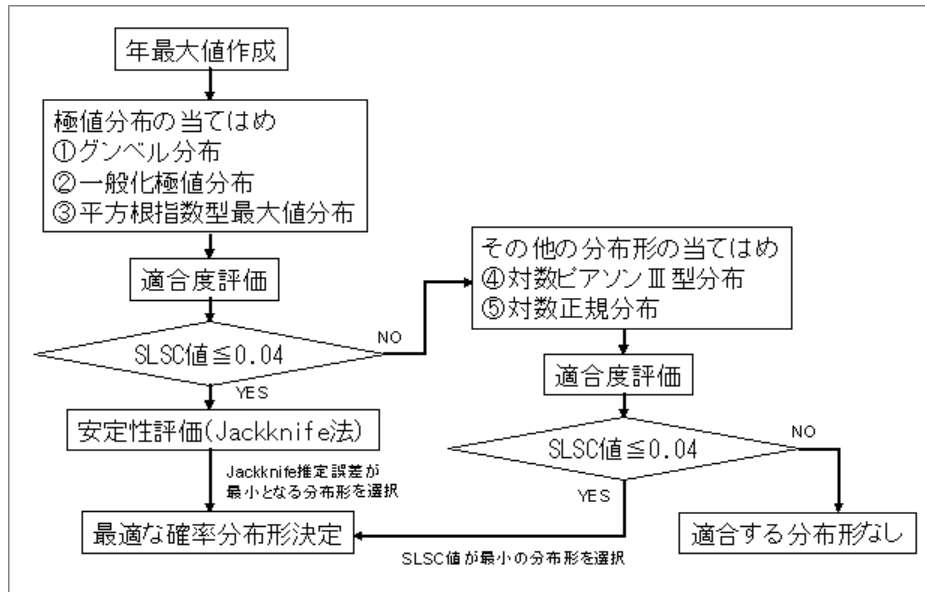 年最大値作成
極値分布の当てはめ
①グンベル分布
②一般化極値分布
③平方根指数型最大値分布
適合度評価
SLSC値≦0.04
NO
YES
安定性評価(Jackknife法)
Jackknife推定誤差が
最小となる分布形を選択
最適な確率分布形決定
その他の分布形の当てはめ
④対数ピアソンⅢ型分布
⑤対数正規分布
適合度評価
SLSC値≦0.04
NO
YES
適合する分布形なし
SLSC値が最小の分布形を選択